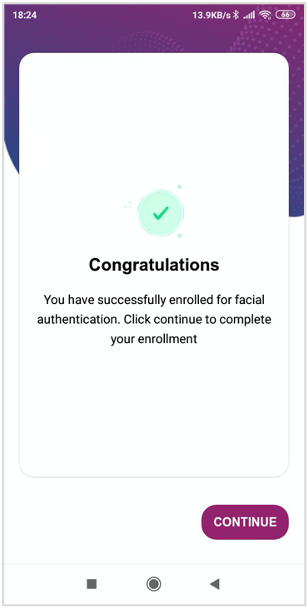 18:24 13.9KB/s 66
Congratulations
You have successfully enrolled for facial
authentication. Click continue to complete
your enrollment
CONTINUE